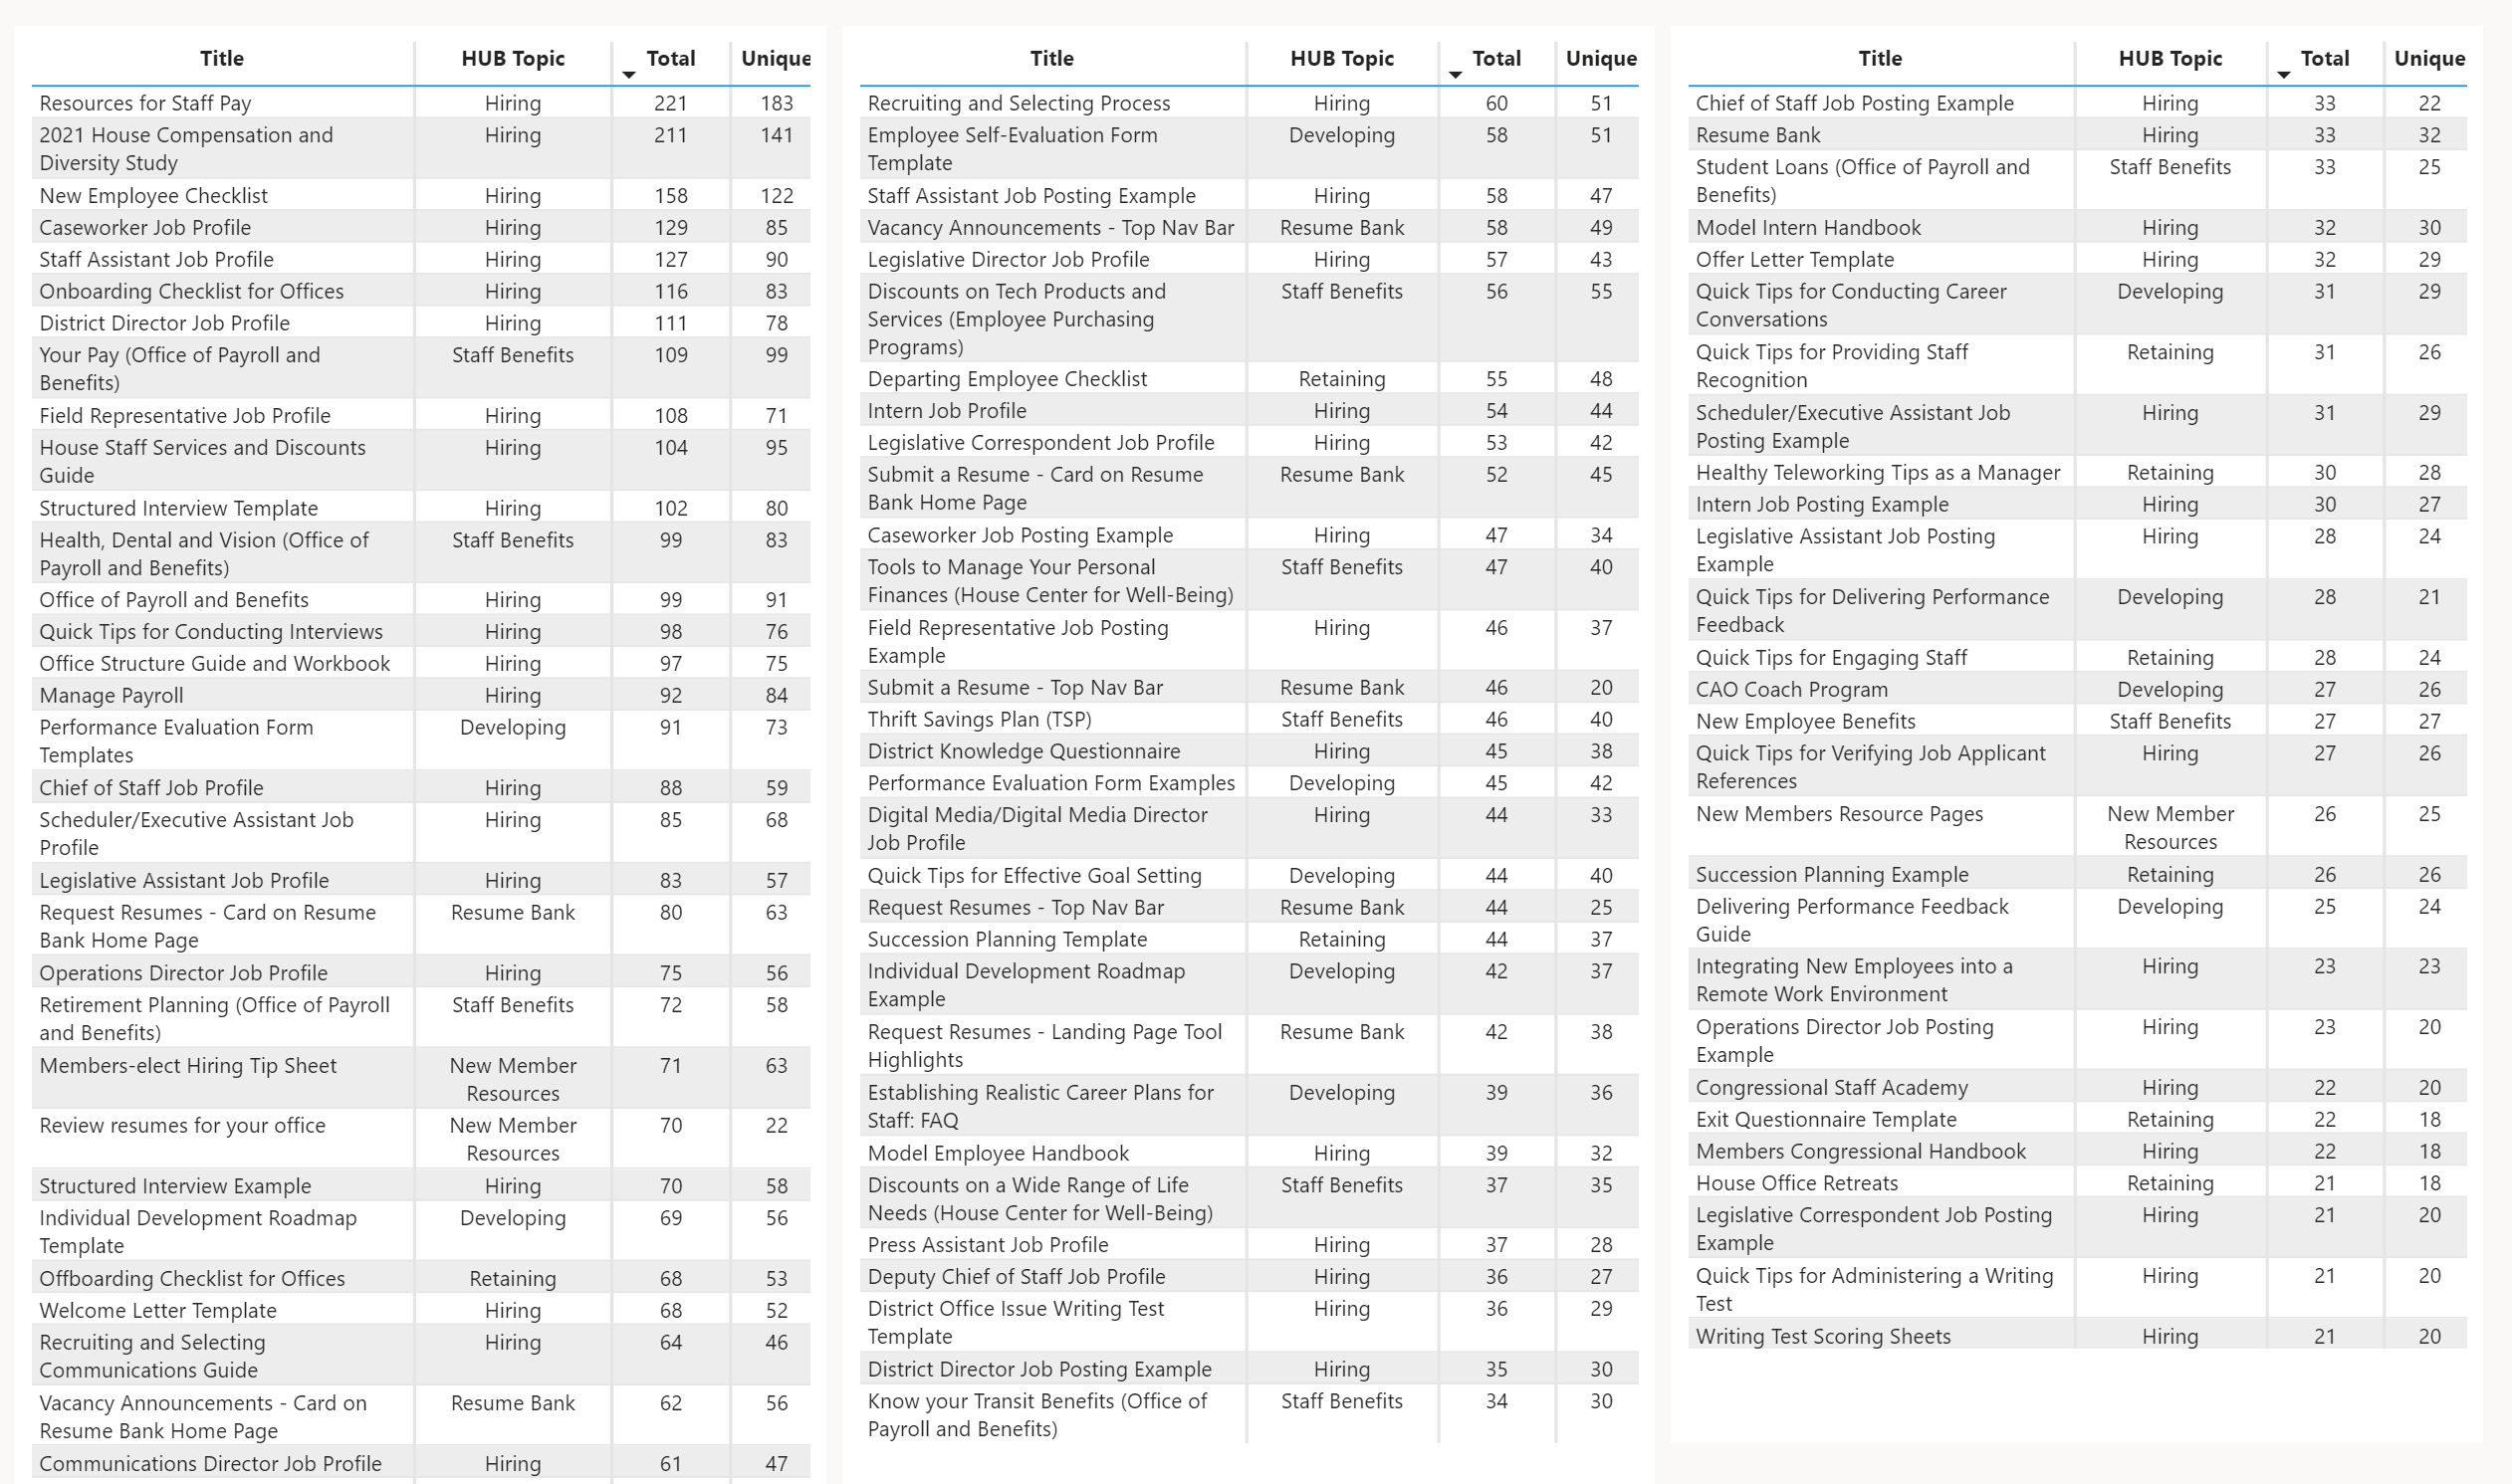 Title HUB Topic Total Unique
Resources for Staff Pay Hiring 221 183
2021 House Compensation and Hiring 211 141
Diversity Study
New Employee Checklist Hiring 158 122
Caseworker Job Profile Hiring 129 85
Staff Assistant Job Profile Hiring 127 90
Onboarding Checklist for Offices Hiring 116 83
District Director Job Profile Hiring 111 78
Your Pay (Office of Payroll and Staff Benefits 109 99
Benefits)
Field Representative Job Profile Hiring 108 71
House Staff Services and Discounts Hiring 104 95
Guide
Structured Interview Template Hiring 102 80
Health, Dental and Vision (Office of Staff Benefits 99 83
Payroll and Benefits)
Office of Payroll and Benefits Hiring 99 91
Quick Tips for Conducting Interviews Hiring 98 76
Office Structure Guide and Workbook Hiring 97 75
Manage Payroll Hiring 92 84
Performance Evaluation Form Developing 91 73
Templates
Chief of Staff Job Profile Hiring 88 59
Scheduler/Executive Assistant Job Hiring 85 68
Profile
Legislative Assistant Job Profile Hiring 83 57
Request Resumes - Card on Resume Resume Bank 80 63
Bank Home Page
Operations Director Job Profile Hiring 75 56
Retirement Planning (Office of Payroll Staff Benefits 72 58
and Benefits)
Members-elect Hiring Tip Sheet New Member 71 63
Resources
Review resumes for your office New Member 70 22
Resources
Structured Interview Example Hiring 70 58
Individual Development Roadmap Developing 69 56
Template
Offboarding Checklist for Offices Retaining 68 53
Welcome Letter Template Hiring 68 52
Recruiting and Selecting Hiring 64 46
Communications Guide
Vacancy Announcements - Card on Resume Bank 62 56
Resume Bank Home Page
Communications Director Job Profile Hiring 61 47
Title HUB Topic Total Unique
Recruiting and Selecting Process Hiring 60 51
Employee Self-Evaluation Form Developing 58 51
Template
Staff Assistant Job Posting Example Hiring 58 47
Vacancy Announcements - Top Nav Bar Resume Bank 58 49
Legislative Director Job Profile Hiring 57 43
Discounts on Tech Products and Staff Benefits 56 55
Services (Employee Purchasing
Programs)
Departing Employee Checklist Retaining 55 48
Intern Job Profile Hiring 54 44
Legislative Correspondent Job Profile Hiring 53 42
Submit a Resume - Card on Resume Resume Bank 52 45
Bank Home Page
Caseworker Job Posting Example Hiring 47 34
Tools to Manage Your Personal Staff Benefits 47 40
Finances (House Center for Well-Being)
Field Representative Job Posting Hiring 46 37
Example
Submit a Resume - Top Nav Bar Resume Bank 46 20
Thrift Savings Plan (TSP) Staff Benefits 46 40
District Knowledge Questionnaire Hiring 45 38
Performance Evaluation Form Examples Developing 45 42
Digital Media/Digital Media Director Hiring 44 33
Job Profile
Quick Tips for Effective Goal Setting Developing 44 40
Request Resumes - Top Nav Bar Resume Bank 44 25
Succession Planning Template Retaining 44 37
Individual Development Roadmap Developing 42 37
Example
Request Resumes - Landing Page Tool Resume Bank 42 38
Highlights
Establishing Realistic Career Plans for Developing 39 36
Staff: FAQ
Model Employee Handbook Hiring 39 32
Discounts on a Wide Range of Life Staff Benefits 37 35
Needs (House Center for Well-Being)
Press Assistant Job Profile Hiring 37 28
Deputy Chief of Staff Job Profile Hiring 36 27
District Office Issue Writing Test Hiring 36 29
Template
District Director Job Posting Example Hiring 35 30
Know your Transit Benefits (Office of Staff Benefits 34 30
Payroll and Benefits)
Title HUB Topic Total Unique
Chief of Staff Job Posting Example Hiring 33 22
Resume Bank Hiring 33 32
Student Loans (Office of Payroll and Staff Benefits 33 25
Benefits)
Model Intern Handbook Hiring 32 30
Offer Letter Template Hiring 32 29
Quick Tips for Conducting Career Developing 31 29
Conversations
Quick Tips for Providing Staff Retaining 31 26
Recognition
Scheduler/Executive Assistant Job Hiring 31 29
Posting Example
Healthy Teleworking Tips as a Manager Retaining 30 28
Intern Job Posting Example Hiring 30 27
Legislative Assistant Job Posting Hiring 28 24
Example
Quick Tips for Delivering Performance Developing 28 21
Feedback
Quick Tips for Engaging Staff Retaining 28 24
CAO Coach Program Developing 27 26
New Employee Benefits Staff Benefits 27 27
Quick Tips for Verifying Job Applicant Hiring 27 26
References
New Members Resource Pages New Member 26 25
Resources
Succession Planning Example Retaining 26 26
Delivering Performance Feedback Developing 25 24
Guide
Integrating New Employees into a Hiring 23 23
Remote Work Environment
Operations Director Job Posting Hiring 23 20
Example
Congressional Staff Academy Hiring 22 20
Exit Questionnaire Template Retaining 22 18
Members Congressional Handbook Hiring 22 18
House Office Retreats Retaining 21 18
Legislative Correspondent Job Posting Hiring 21 20
Example
Quick Tips for Administering a Writing Hiring 21 20
Test
Writing Test Scoring Sheets Hiring 21 20